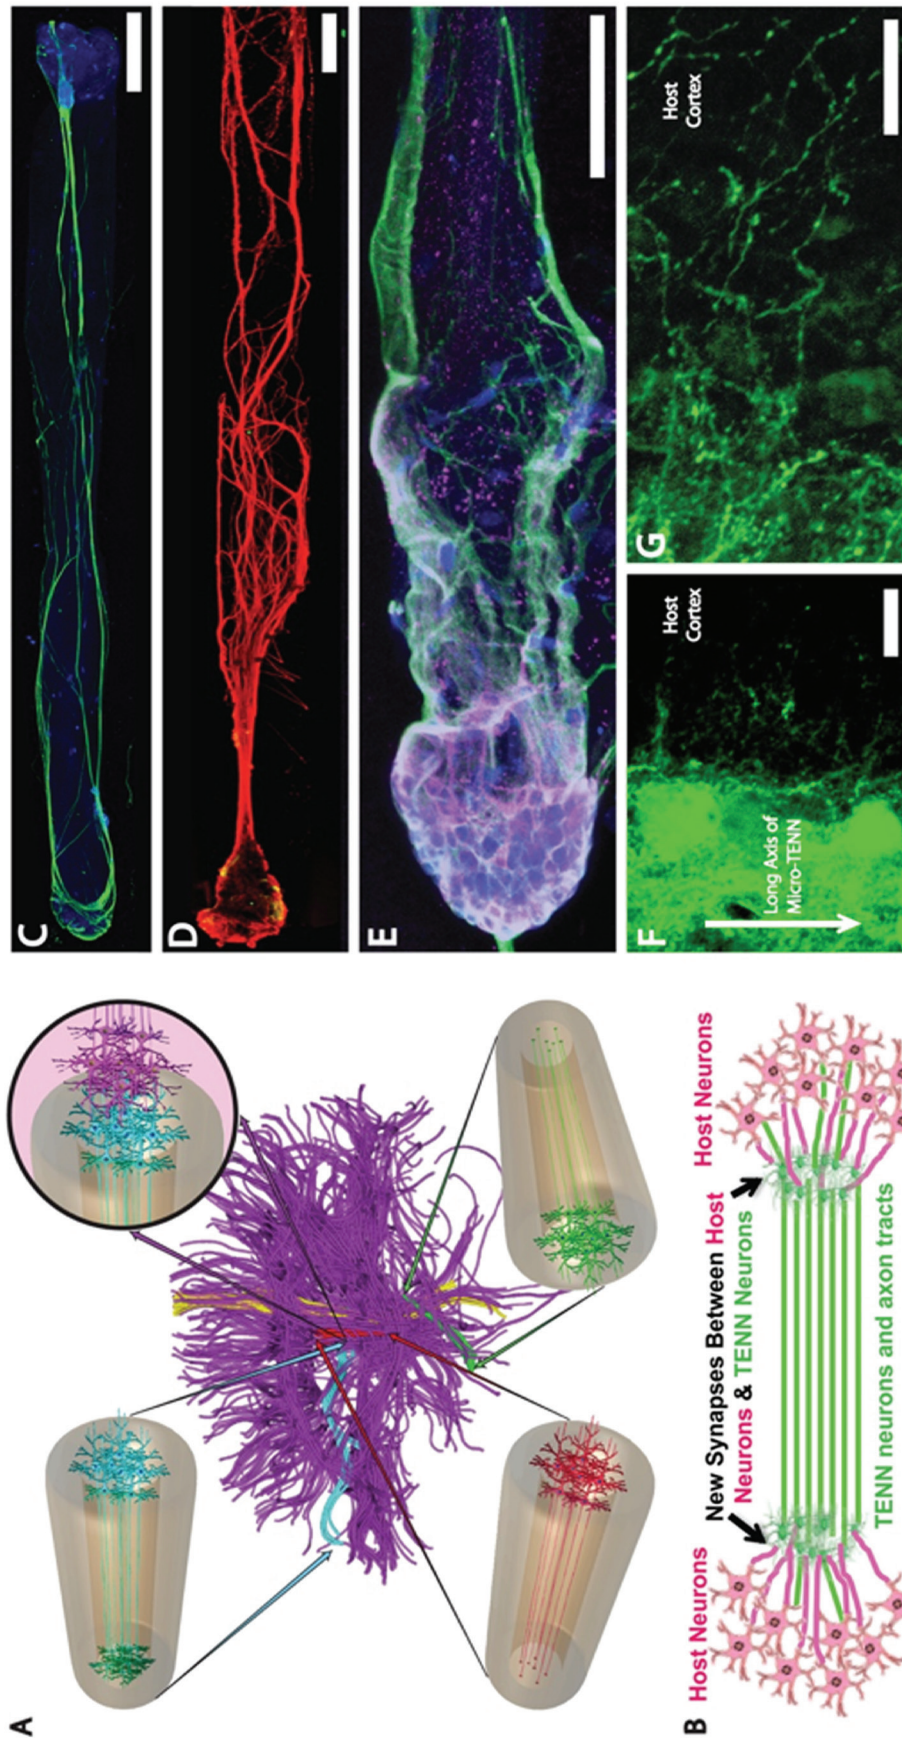 A
B
Host Neurons
New Synapses Between Host
Neurons & TENN Neurons
Host Neurons
TENN neurons and axon tracts
C
D
E
F
Long Axis of
Micro-TENN
Host
Cortex
G
Host
Cortex